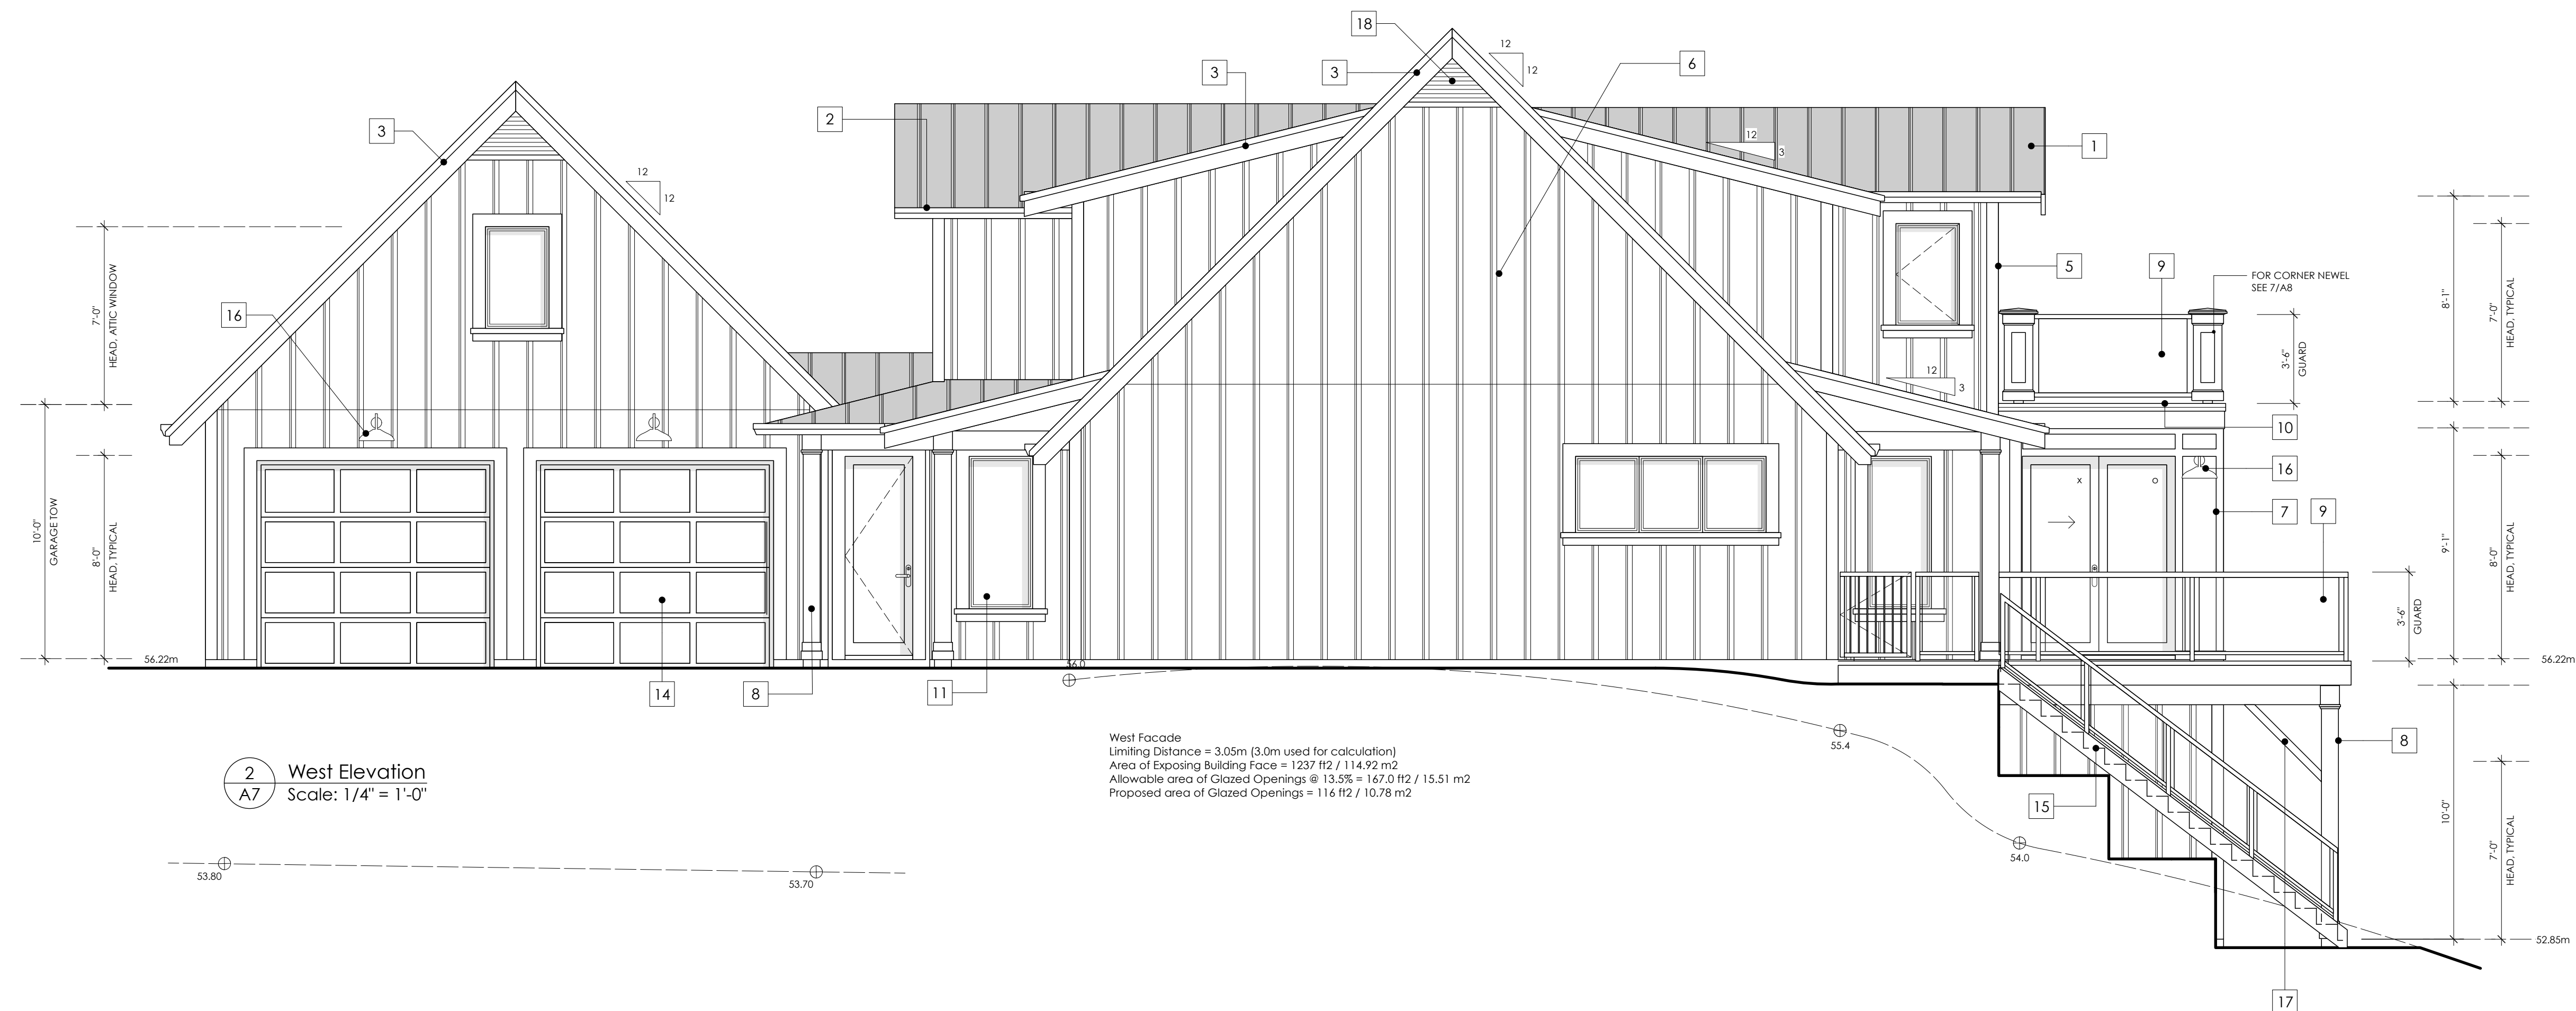 18
12
12
3
3
6
2
3
12
3
1
12
12
16
5
9
FOR CORNER NEWEL
SEE 7/A8
7'-0"
HEAD, ATTIC WINDOW
8'-1"
7'-0"
HEAD, TYPICAL
3'-6"
GUARD
12
3
10
16
X
O
7
9
10'-0"
GARAGE TOW
8'-0"
HEAD, TYPICAL
9'-1"
8'-0"
HEAD, TYPICAL
3'-6"
GUARD
56.22m
56.0
56.22m
14
8
11
55.4
8
West Facade
Limiting Distance = 3.05m (3.0m used for calculation)
Area of Exposing Building Face = 1237 ft2 / 114.92 m2
Allowable area of Glazed Openings @ 13.5% = 167.0 ft2 / 15.51 m2
Proposed area of Glazed Openings = 116 ft2 / 10.78 m2
2
A7
West Elevation
Scale: 1/4" = 1'-0"
15
10'-0"
7'-0"
HEAD, TYPICAL
54.0
53.80
53.70
52.85m
17